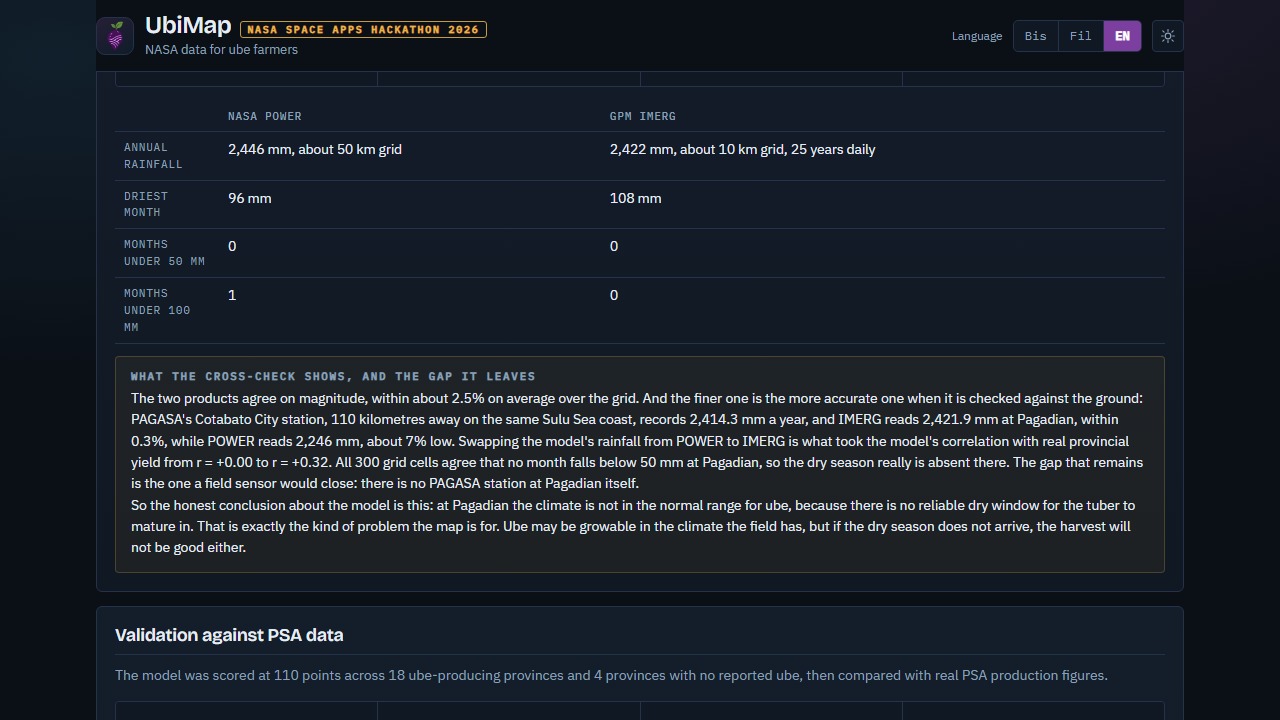 UbiMap NASA SPACE APPS HACKATHON 2026
NASA data for ube farmers
Language Bis Fil EN
NASA POWER GPM IMERG
ANNUAL RAINFALL 2,446 mm, about 50 km grid 2,422 mm, about 10 km grid, 25 years daily
DRIEST MONTH 96 mm 108 mm
MONTHS UNDER 50 MM 0 0
MONTHS UNDER 100 MM 1 0
WHAT THE CROSS-CHECK SHOWS, AND THE GAP IT LEAVES
The two products agree on magnitude, within about 2.5% on average over the grid. And the finer one is the more accurate one when it is checked against the ground:
PAGASA's Cotabato City station, 110 kilometres away on the same Sulu Sea coast, records 2,414.3 mm a year, and IMERG reads 2,421.9 mm at Pagadian, within
0.3%, while POWER reads 2,246 mm, about 7% low. Swapping the model's rainfall from POWER to IMERG is what took the model's correlation with real provincial
yield from r = +0.00 to r = +0.32. All 300 grid cells agree that no month falls below 50 mm at Pagadian, so the dry season really is absent there. The gap that remains
is the one a field sensor would close: there is no PAGASA station at Pagadian itself.
So the honest conclusion about the model is this: at Pagadian the climate is not in the normal range for ube, because there is no reliable dry window for the tuber to
mature in. That is exactly the kind of problem the map is for. Ube may be growable in the climate the field has, but if the dry season does not arrive, the harvest will
not be good either.
Validation against PSA data
The model was scored at 110 points across 18 ube-producing provinces and 4 provinces with no reported ube, then compared with real PSA production figures.